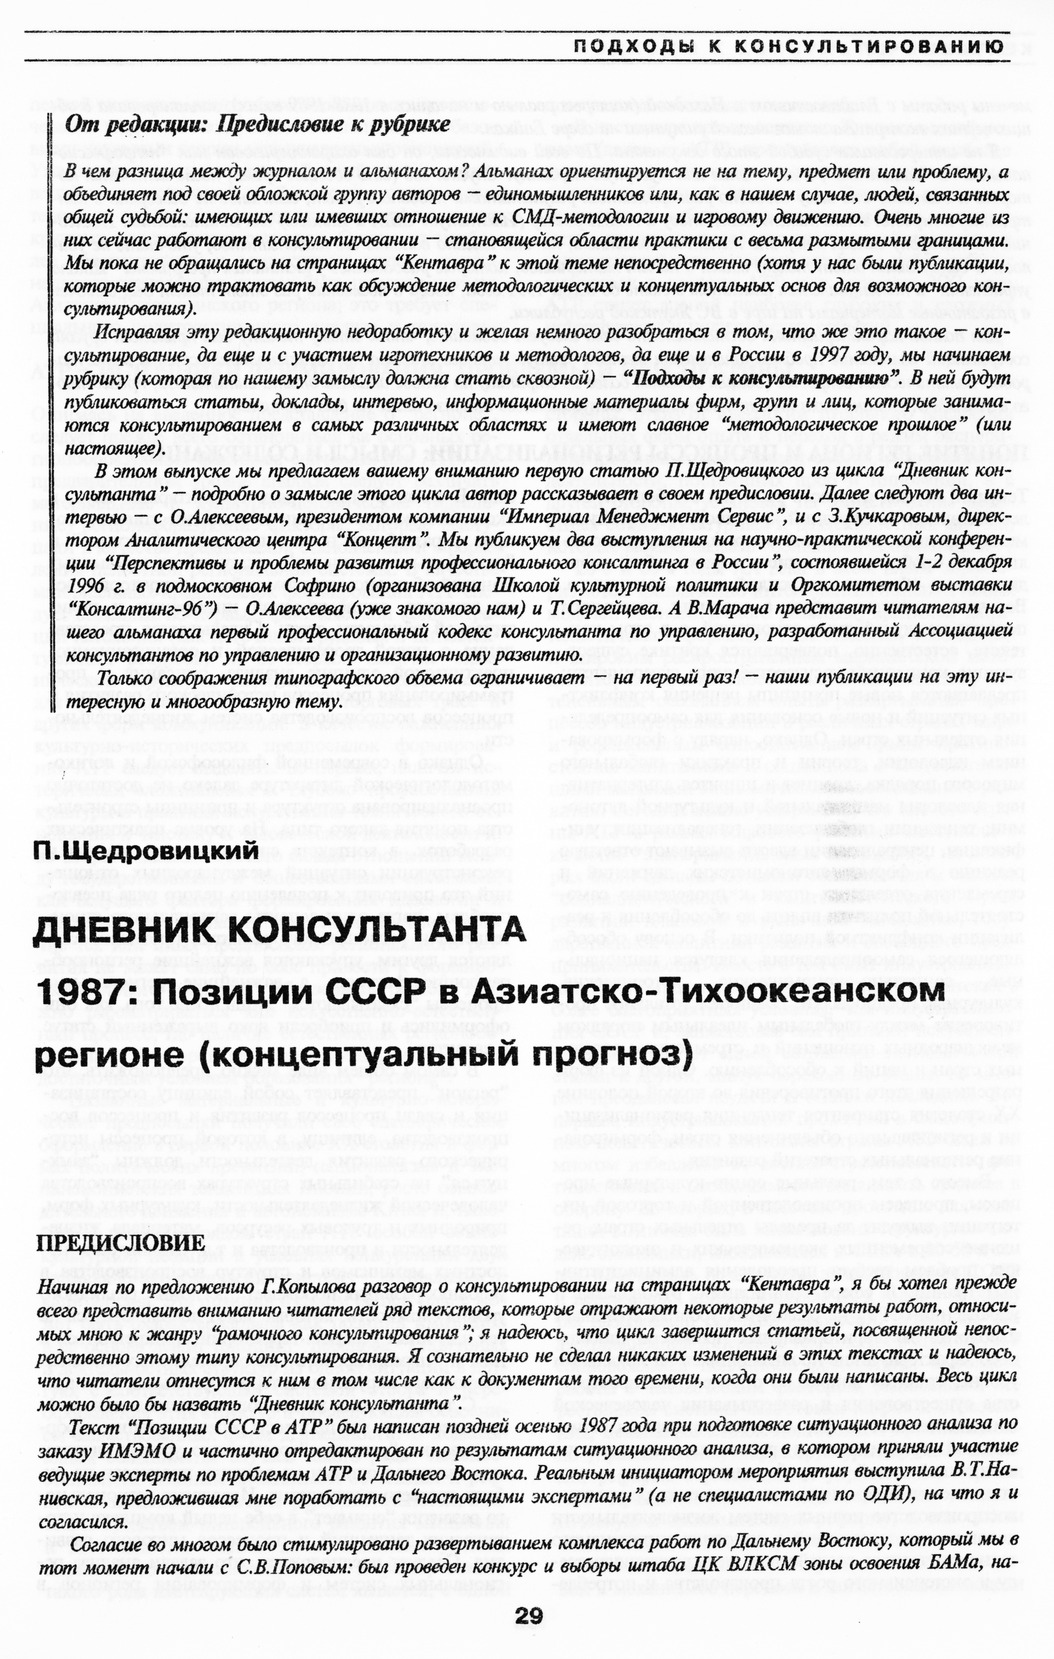 ПОДХОДЫ К КОНСУЛЬТИРОВАНИЮ
От редакции: Предисловие к рубрике
В чем разница между журналом и альманахом? Альманах ориентируется не на тему, предмет или проблему, а
объединяет под своей обложкой группу авторов — единомышленников или, как в нашем случае, людей, связанных
общей судьбой: имеющих или имевших отношение к СМД-методологии и игровому движению. Очень многие из
них сейчас работают в консультировании — становящейся области практики с весьма размытыми границами.
Мы пока не обращались на страницах “Кентавра” к этой теме непосредственно (хотя у нас были публикации,
которые можно трактовать как обсуждение методологических и концептуальных основ для возможного кон-
сультирования).
Исправляя эту редакционную недоработку и желая немного разобраться в том, что же это такое — кон-
сультирование, да еще и с участием игротехников и методологов, да еще и в России в 1997 году, мы начинаем
рубрику (которая по нашему замыслу должна стать сквозной) — “Подходы к консультированию”. В ней будут
публиковаться статьи, доклады, интервью, информационные материалы фирм, групп и лиц, которые занима-
ются консультированием в самых различных областях и имеют славное “методологическое прошлое” (или
настоящее).
В этом выпуске мы предлагаем вашему вниманию первую статью П.Щедровицкого из цикла “Дневник кон-
сультанта” — подробно о замысле этого цикла автор рассказывает в своем предисловии. Далее следуют два ин-
тервью — с О.Алексеевым, президентом компании “Империал Менеджмент Сервис”, и с З.Кучкаровым, дирек-
тором Аналитического центра “Концепт”. Мы публикуем два выступления на научно-практической конферен-
ции “Перспективы и проблемы развития профессионального консалтинга в России”, состоявшейся 1-2 декабря
1996 г. в подмосковном Софрино (организована Школой культурной политики и Оргкомитетом выставки
“Консалтинг-96”) — О.Алексеева (уже знакомого нам) и Т.Сергейцева. А В.Марача представит читателям на-
шего альманаха первый профессиональный кодекс консультанта по управлению, разработанный Ассоциацией
консультантов по управлению и организационному развитию.
Только соображения типографского объема ограничивает — на первый раз! — наши публикации на эту ин-
тересную и многообразную тему.
П.Щедровицкий
ДНЕВНИК КОНСУЛЬТАНТА
1987: Позиции СССР в Азиатско-Тихоокеанском
регионе (концептуальный прогноз)
ПРЕДИСЛОВИЕ
Начиная по предложению Г.Копылова разговор о консультировании на страницах “Кентавра”, я бы хотел прежде
всего представить вниманию читателей ряд текстов, которые отражают некоторые результаты работ, относи-
мых мною к жанру “рамочного консультирования”; я надеюсь, что цикл завершится статьей, посвященной непос-
редственно этому типу консультирования. Я сознательно не сделал никаких изменений в этих текстах и надеюсь,
что читатели отнесутся к ним в том числе как к документам того времени, когда они были написаны. Весь цикл
можно было бы назвать “Дневник консультанта”.
Текст “Позиции СССР в АТР” был написан поздней осенью 1987 года при подготовке ситуационного анализа по
заказу ИМЭМО и частично отредактирован по результатам ситуационного анализа, в котором приняли участие
ведущие эксперты по проблемам АТР и Дальнего Востока. Реальным инициатором мероприятия выступила В.Т.На-
нивская, предложившая мне поработать с “настоящими экспертами” (а не специалистами по ОДИ), на что я и
согласился.
Согласие во многом было стимулировано развертыванием комплекса работ по Дальнему Востоку, который мы в
тот момент начали с С.В.Поповым: был проведен конкурс и выборы штаба ЦК ВЛКСМ зоны освоения БАМа, на-
29